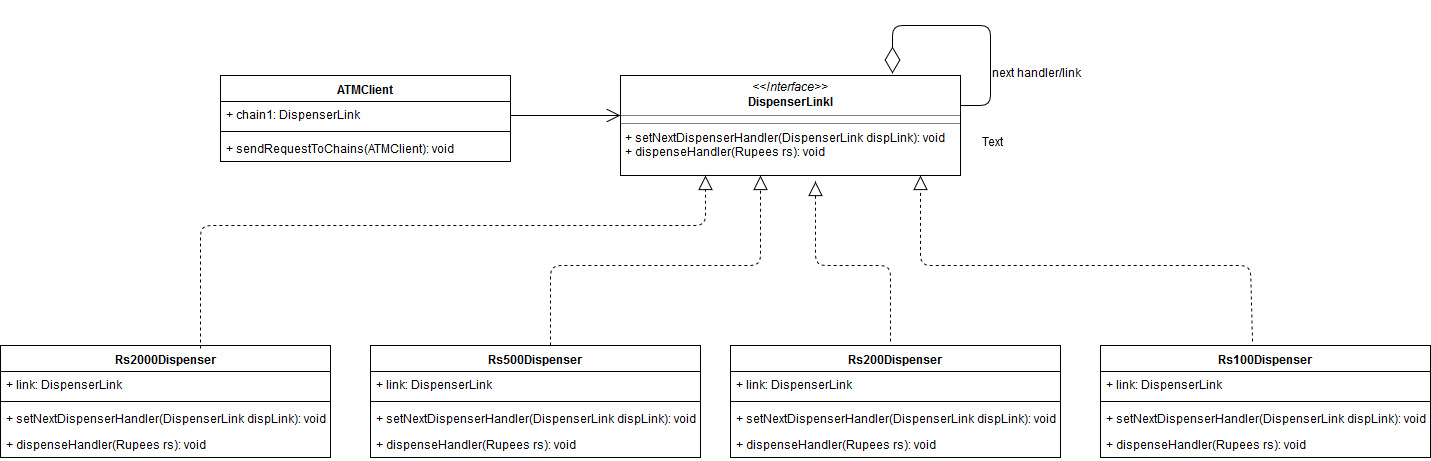 ATMClient
+ chain1: DispenserLink
+ sendRequestToChains(ATMClient): void
<<Interface>>
DispenserLinkI
+ setNextDispenserHandler(DispenserLink dispLink): void
+ dispenseHandler(Rupees rs): void
next handler/link
Text
Rs2000Dispenser
+ link: DispenserLink
+ setNextDispenserHandler(DispenserLink dispLink): void
+ dispenseHandler(Rupees rs): void
Rs500Dispenser
+ link: DispenserLink
+ setNextDispenserHandler(DispenserLink dispLink): void
+ dispenseHandler(Rupees rs): void
Rs200Dispenser
+ link: DispenserLink
+ setNextDispenserHandler(DispenserLink dispLink): void
+ dispenseHandler(Rupees rs): void
Rs100Dispenser
+ link: DispenserLink
+ setNextDispenserHandler(DispenserLink dispLink): void
+ dispenseHandler(Rupees rs): void